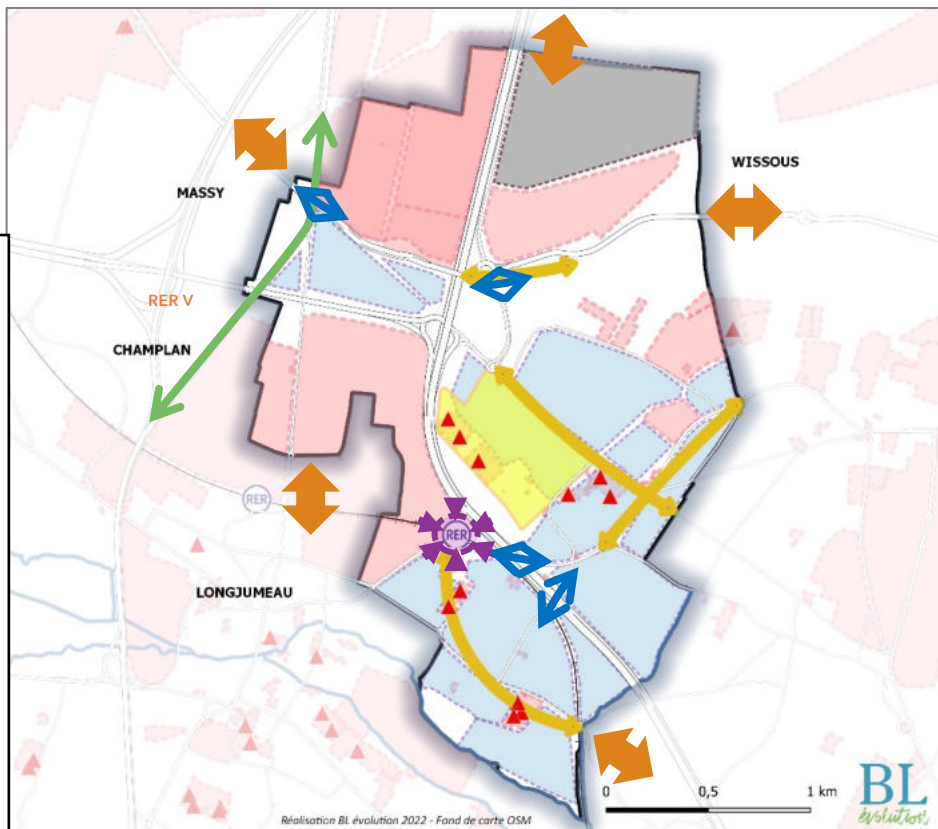 WISSOUS
MASSY
RER V
CHAMPLAN
RER
RER
LONGJUMEAU
0 0,5 1 km
BL
évolution!
Réalisation BL évolution 2022 - Fond de carte OSM